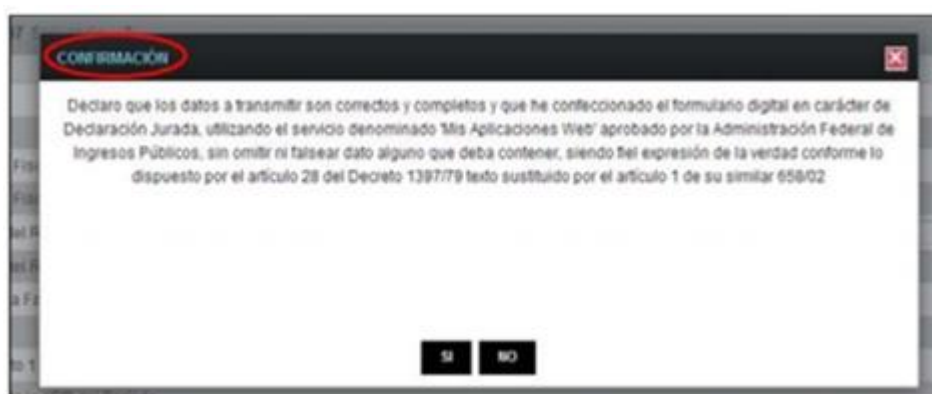 CONFIRMACIÓN
Declaro que los datos a transmitir son correctos y completos y que he confeccionado el formulario digital en carácter de
Declaración Jurada, utilizando el servicio denominado 'Mis Aplicaciones Web' aprobado por la Administración Federal de
Ingresos Públicos, sin omitir ni falsear dato alguno que deba contener, siendo fiel expresión de la verdad conforme lo
dispuesto por el artículo 28 del Decreto 1397/79 texto sustituido por el artículo 1 de su similar 658/02
SI NO